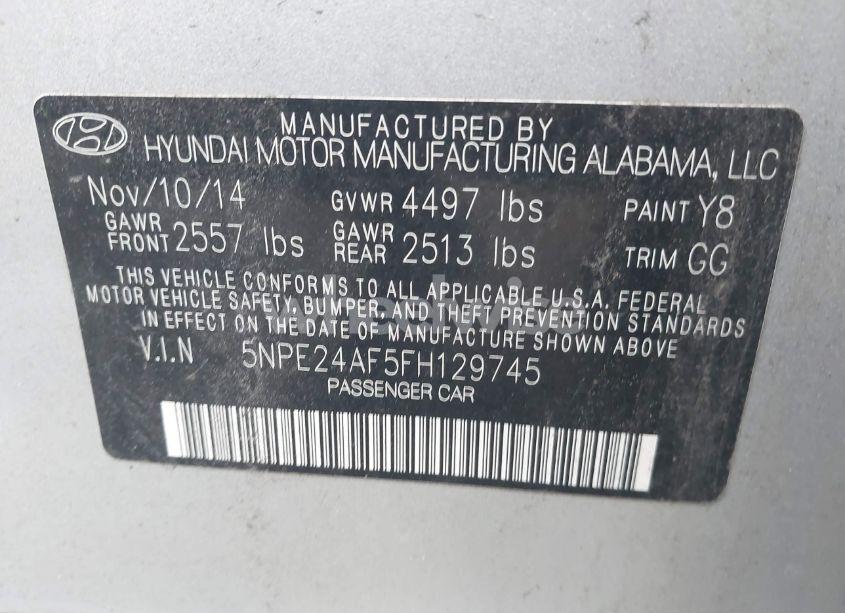 MANUFACTURED BY
HYUNDAI MOTOR MANUFACTURING ALABAMA, LLC
Nov/10/14 GVWR 4497 lbs PAINT Y8
GAWR FRONT 2557 lbs GAWR REAR 2513 lbs TRIM GG
THIS VEHICLE CONFORMS TO ALL APPLICABLE U.S.A. FEDERAL
MOTOR VEHICLE SAFETY, BUMPER, AND THEFT PREVENTION STANDARDS
IN EFFECT ON THE DATE OF MANUFACTURE SHOWN ABOVE
V.I.N 5NPE24AF5FH129745
PASSENGER CAR